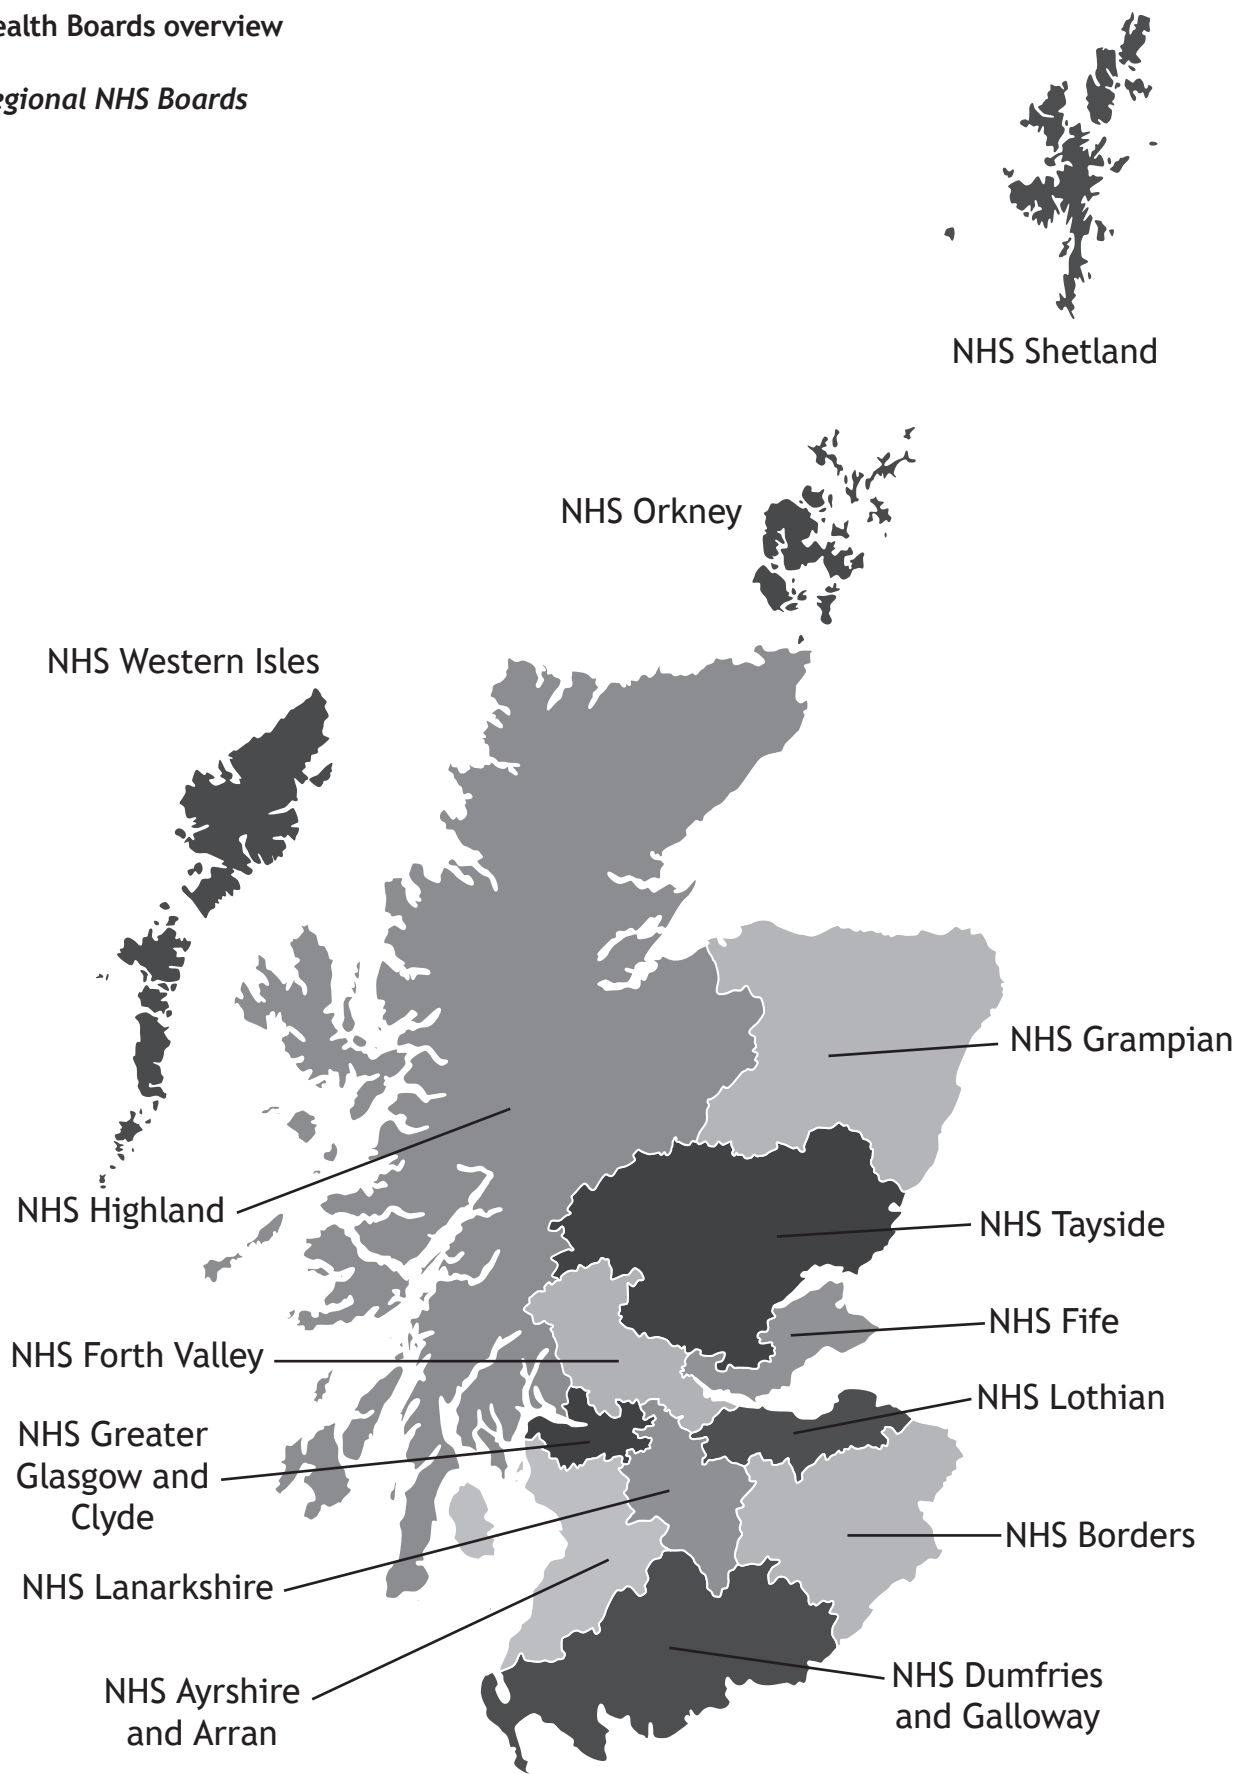 ealth Boards overview
egional NHS Boards
NHS Shetland
NHS Orkney
NHS Western Isles
NHS Grampian
NHS Highland
NHS Tayside
NHS Fife
NHS Forth Valley
NHS Lothian
NHS Greater
Glasgow and
Clyde
NHS Borders
NHS Lanarkshire
NHS Ayrshire
and Arran
NHS Dumfries
and Galloway